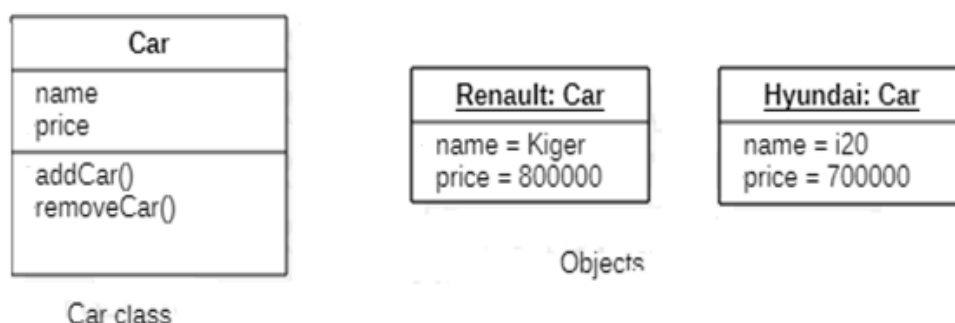 Car
name
price
addCar()
removeCar()
Car class
Renault: Car
name = Kiger
price = 800000
Hyundai: Car
name = i20
price = 700000
Objects